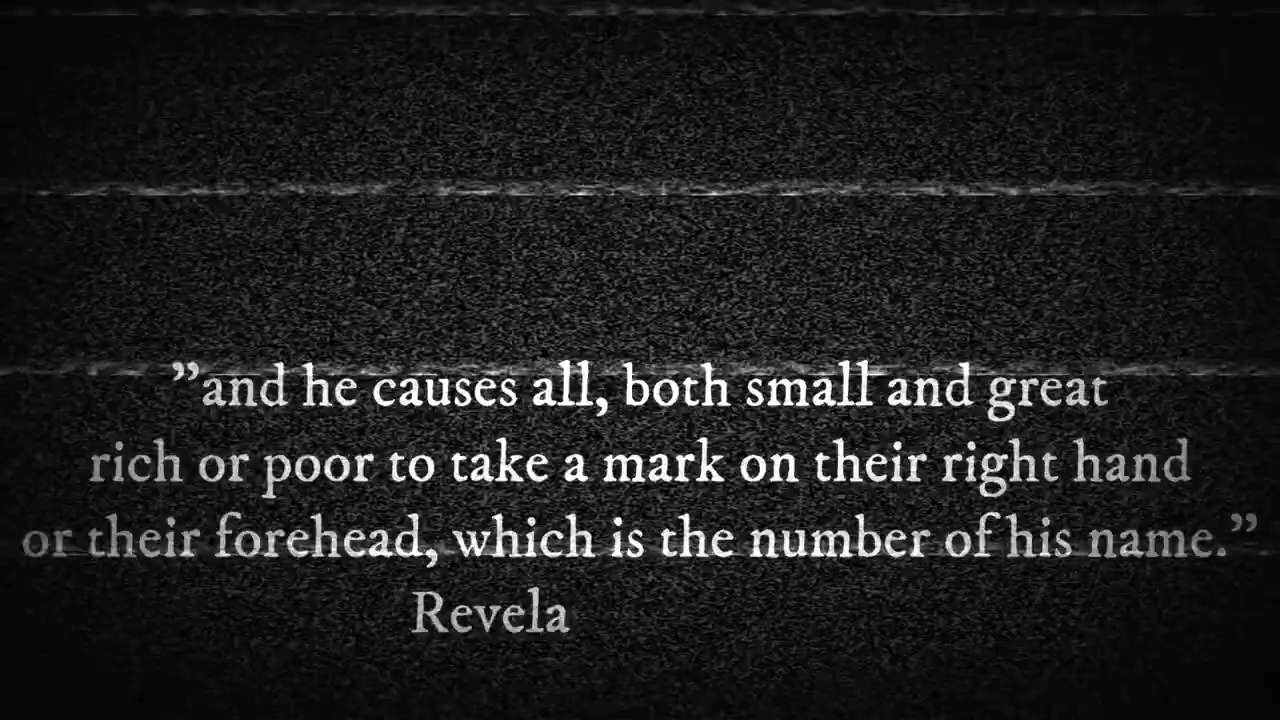 ”and he causes all, both small and great
rich or poor to take a mark on their right hand
or their forehead, which is the number of his name.”
Revela